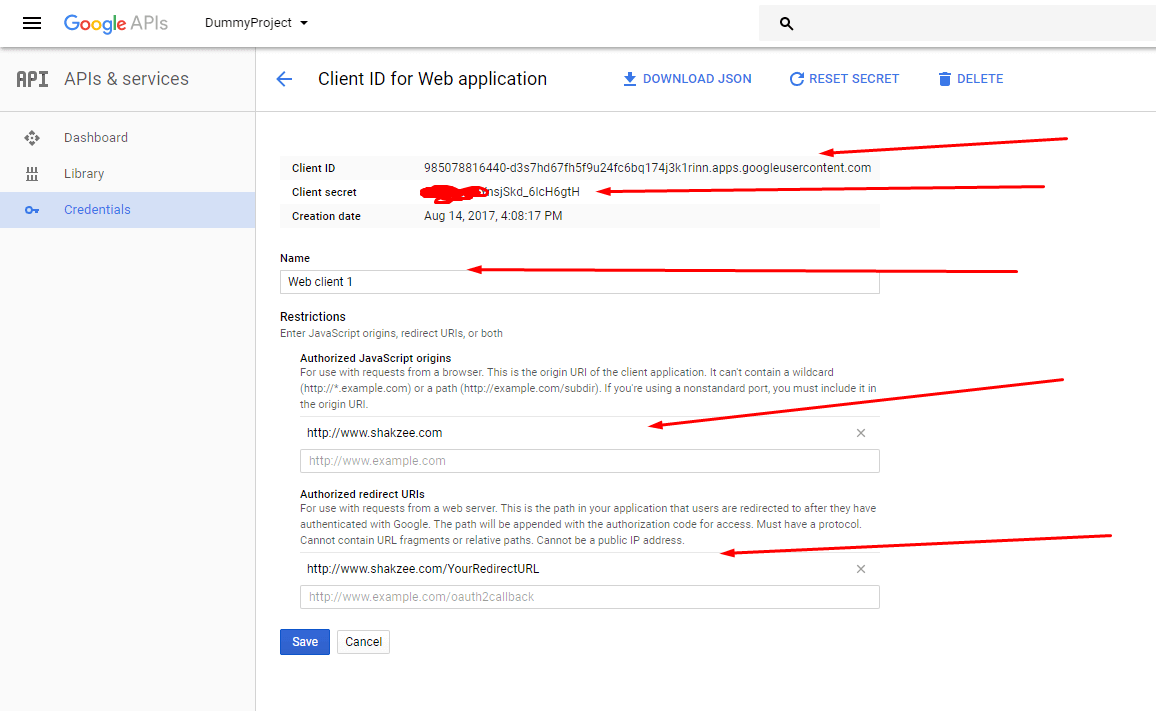 Google APIs DummyProject
API APIs & services
Client ID for Web application
DOWNLOAD JSON RESET SECRET DELETE
Dashboard
Library
Credentials
Client ID 985078816440-d3s7hd67fh5f9u24fc6bq174j3k1rinn.apps.googleusercontent.com
Client secret nsjSkd_6lcH6gtH
Creation date Aug 14, 2017, 4:08:17 PM
Name
Web client 1
Restrictions
Enter JavaScript origins, redirect URIs, or both
Authorized JavaScript origins
For use with requests from a browser. This is the origin URI of the client application. It can't contain a wildcard
(http://*.example.com) or a path (http://example.com/subdir). If you're using a nonstandard port, you must include it in
the origin URI.
http://www.shakzee.com
http://www.example.com
Authorized redirect URIs
For use with requests from a web server. This is the path in your application that users are redirected to after they have
authenticated with Google. The path will be appended with the authorization code for access. Must have a protocol.
Cannot contain URL fragments or relative paths. Cannot be a public IP address.
http://www.shakzee.com/YourRedirectURL
http://www.example.com/oauth2callback
Save Cancel